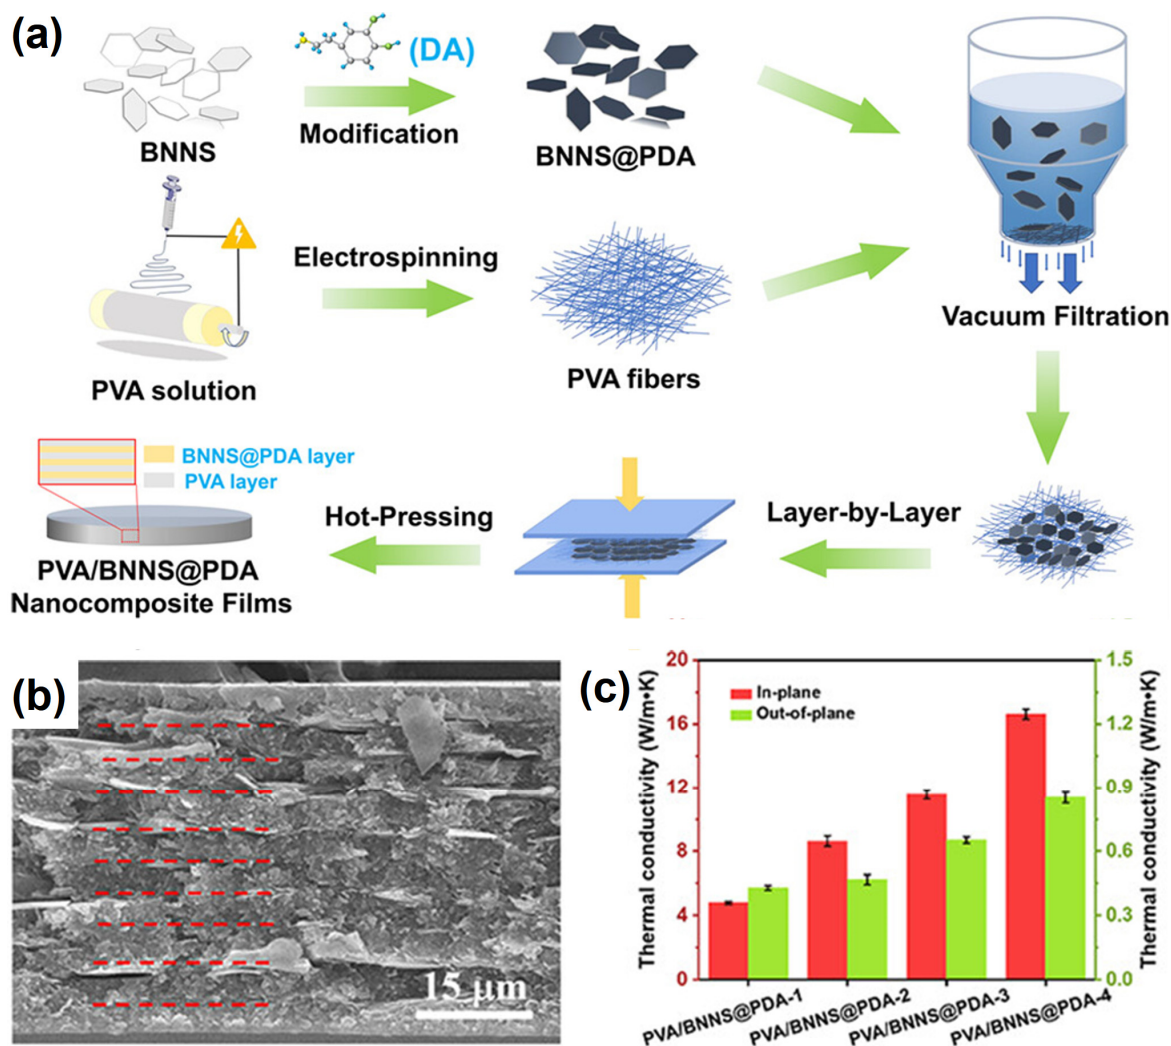 (a)
(DA)
Modification
BNNS
BNNS@PDA
Electrospinning
Vacuum Filtration
PVA solution
PVA fibers
BNNS@PDA layer
PVA layer
Hot-Pressing
Layer-by-Layer
PVA/BNNS@PDA
Nanocomposite Films
(b)
15 μm
(c)
Thermal conductivity (W/m•K)
20
16
12
8
4
0
In-plane
Out-of-plane
1.5
1.2
0.9
0.6
0.3
0.0
Thermal conductivity (W/m•K)
PVA/BNNS@PDA-1
PVA/BNNS@PDA-2
PVA/BNNS@PDA-3
PVA/BNNS@PDA-4